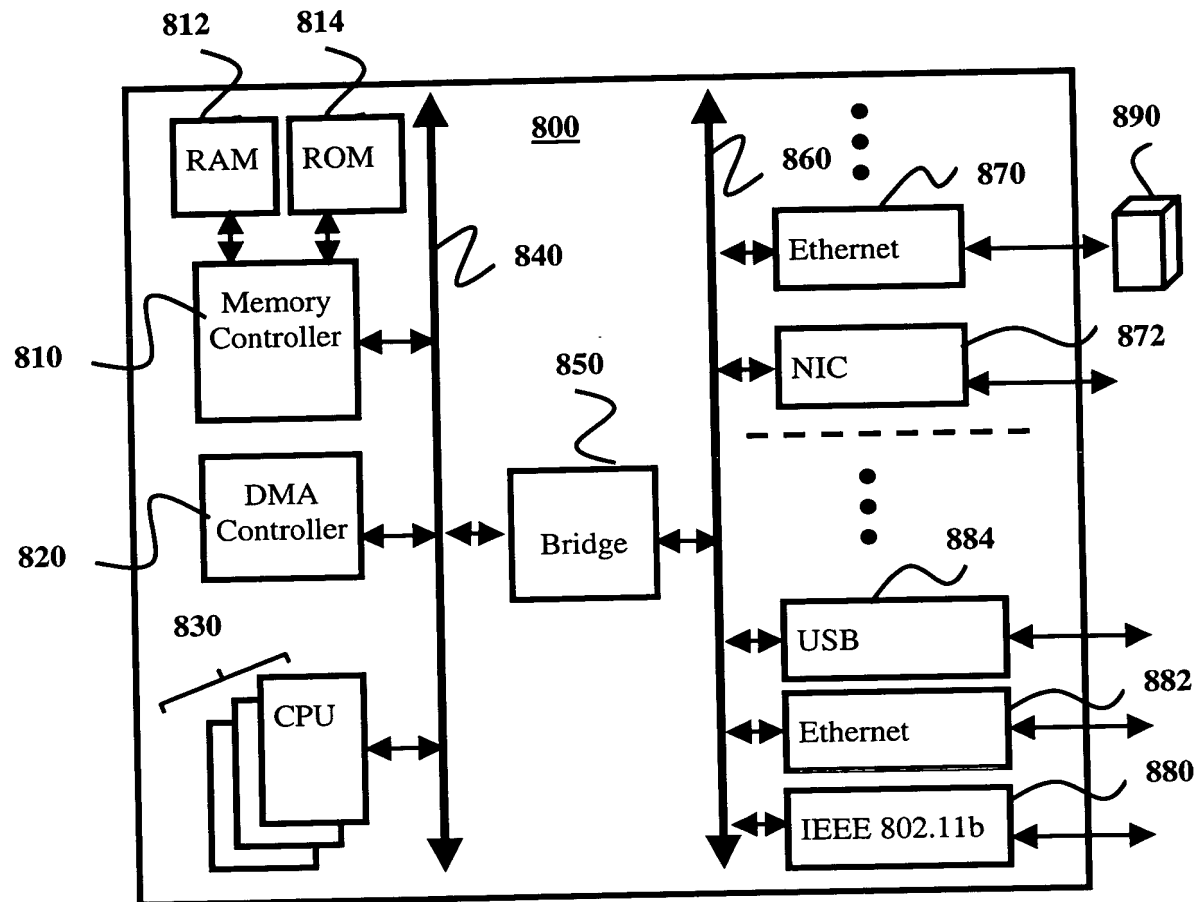 812
814
800
890
RAM
ROM
860
870
Ethernet
840
Memory
Controller
810
872
NIC
850
DMA
Controller
820
Bridge
884
USB
830
882
CPU
Ethernet
880
IEEE 802.11b